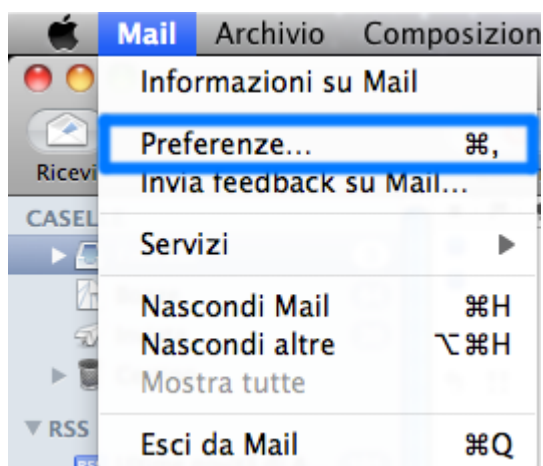 Mail Archivio Composizion
Informazioni su Mail
Preferenze... ⌘,
Ricevi
Invia feedback su Mail...
CASEL
Servizi
Nascondi Mail ⌘H
Nascondi altre ⌥⌘H
Mostra tutte
RSS
Esci da Mail ⌘Q